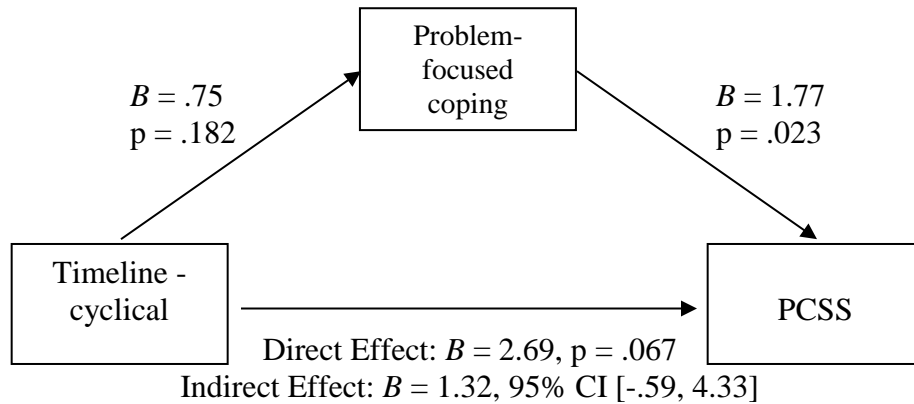 Problem-
focused
coping
B = .75
p = .182
B = 1.77
p = .023
Timeline -
cyclical
PCSS
Direct Effect: B = 2.69, p = .067
Indirect Effect: B = 1.32, 95% CI [-.59, 4.33]